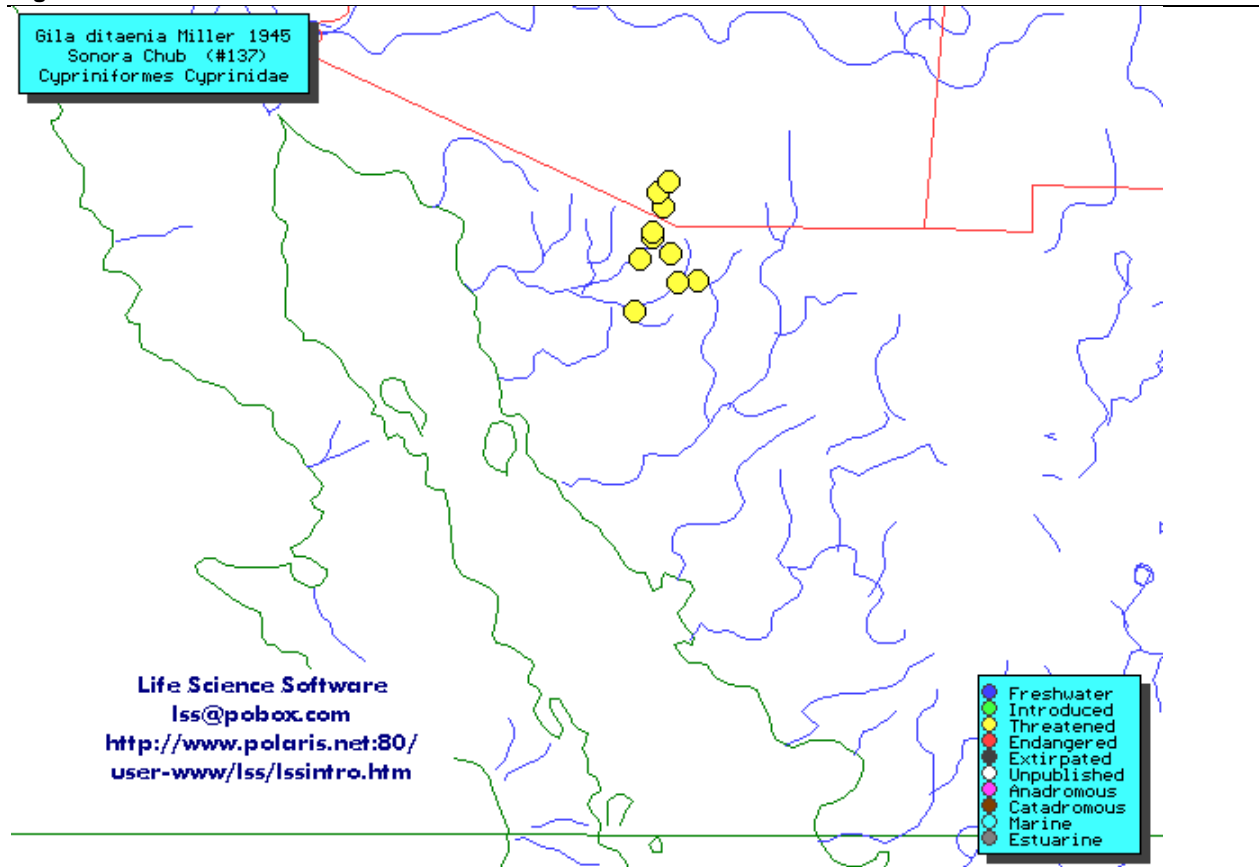 Gila ditaenia Miller 1945
Sonora Chub (#137)
Cypriniformes Cyprinidae
Life Science Software
lss@pobox.com
http://www.polaris.net:80/
user-www/lss/lssintro.htm
Freshwater
Introduced
Threatened
Endangered
Extirpated
Unpublished
Anadromous
Catadromous
Marine
Estuarine